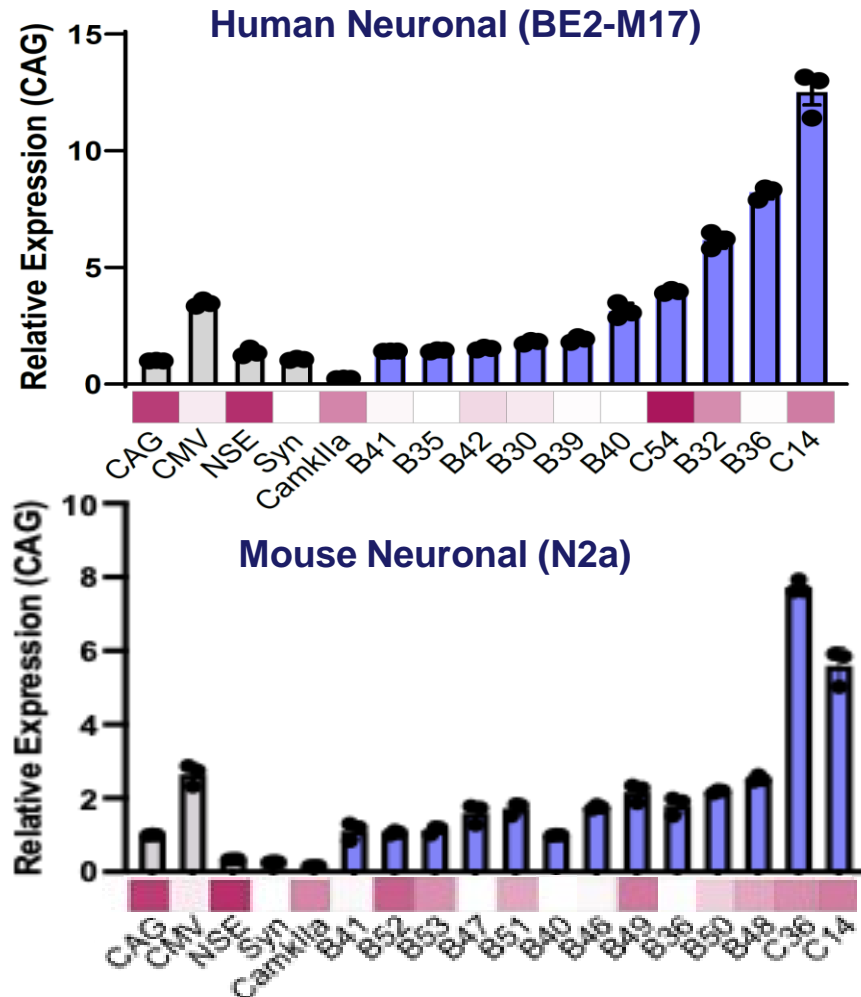 Human Neuronal (BE2-M17)
Relative Expression (CAG)
15
10
5
0
CAG CMV NSE Syn CamkIIa B41 B35 B42 B30 B39 B40 C54 B32 B36 C14
Mouse Neuronal (N2a)
Relative Expression (CAG)
10
8
6
4
2
0
CAG CMV NSE Syn CamkIIa B41 B52 B53 B47 B51 B40 B46 B49 B36 B50 B48 C36 C14